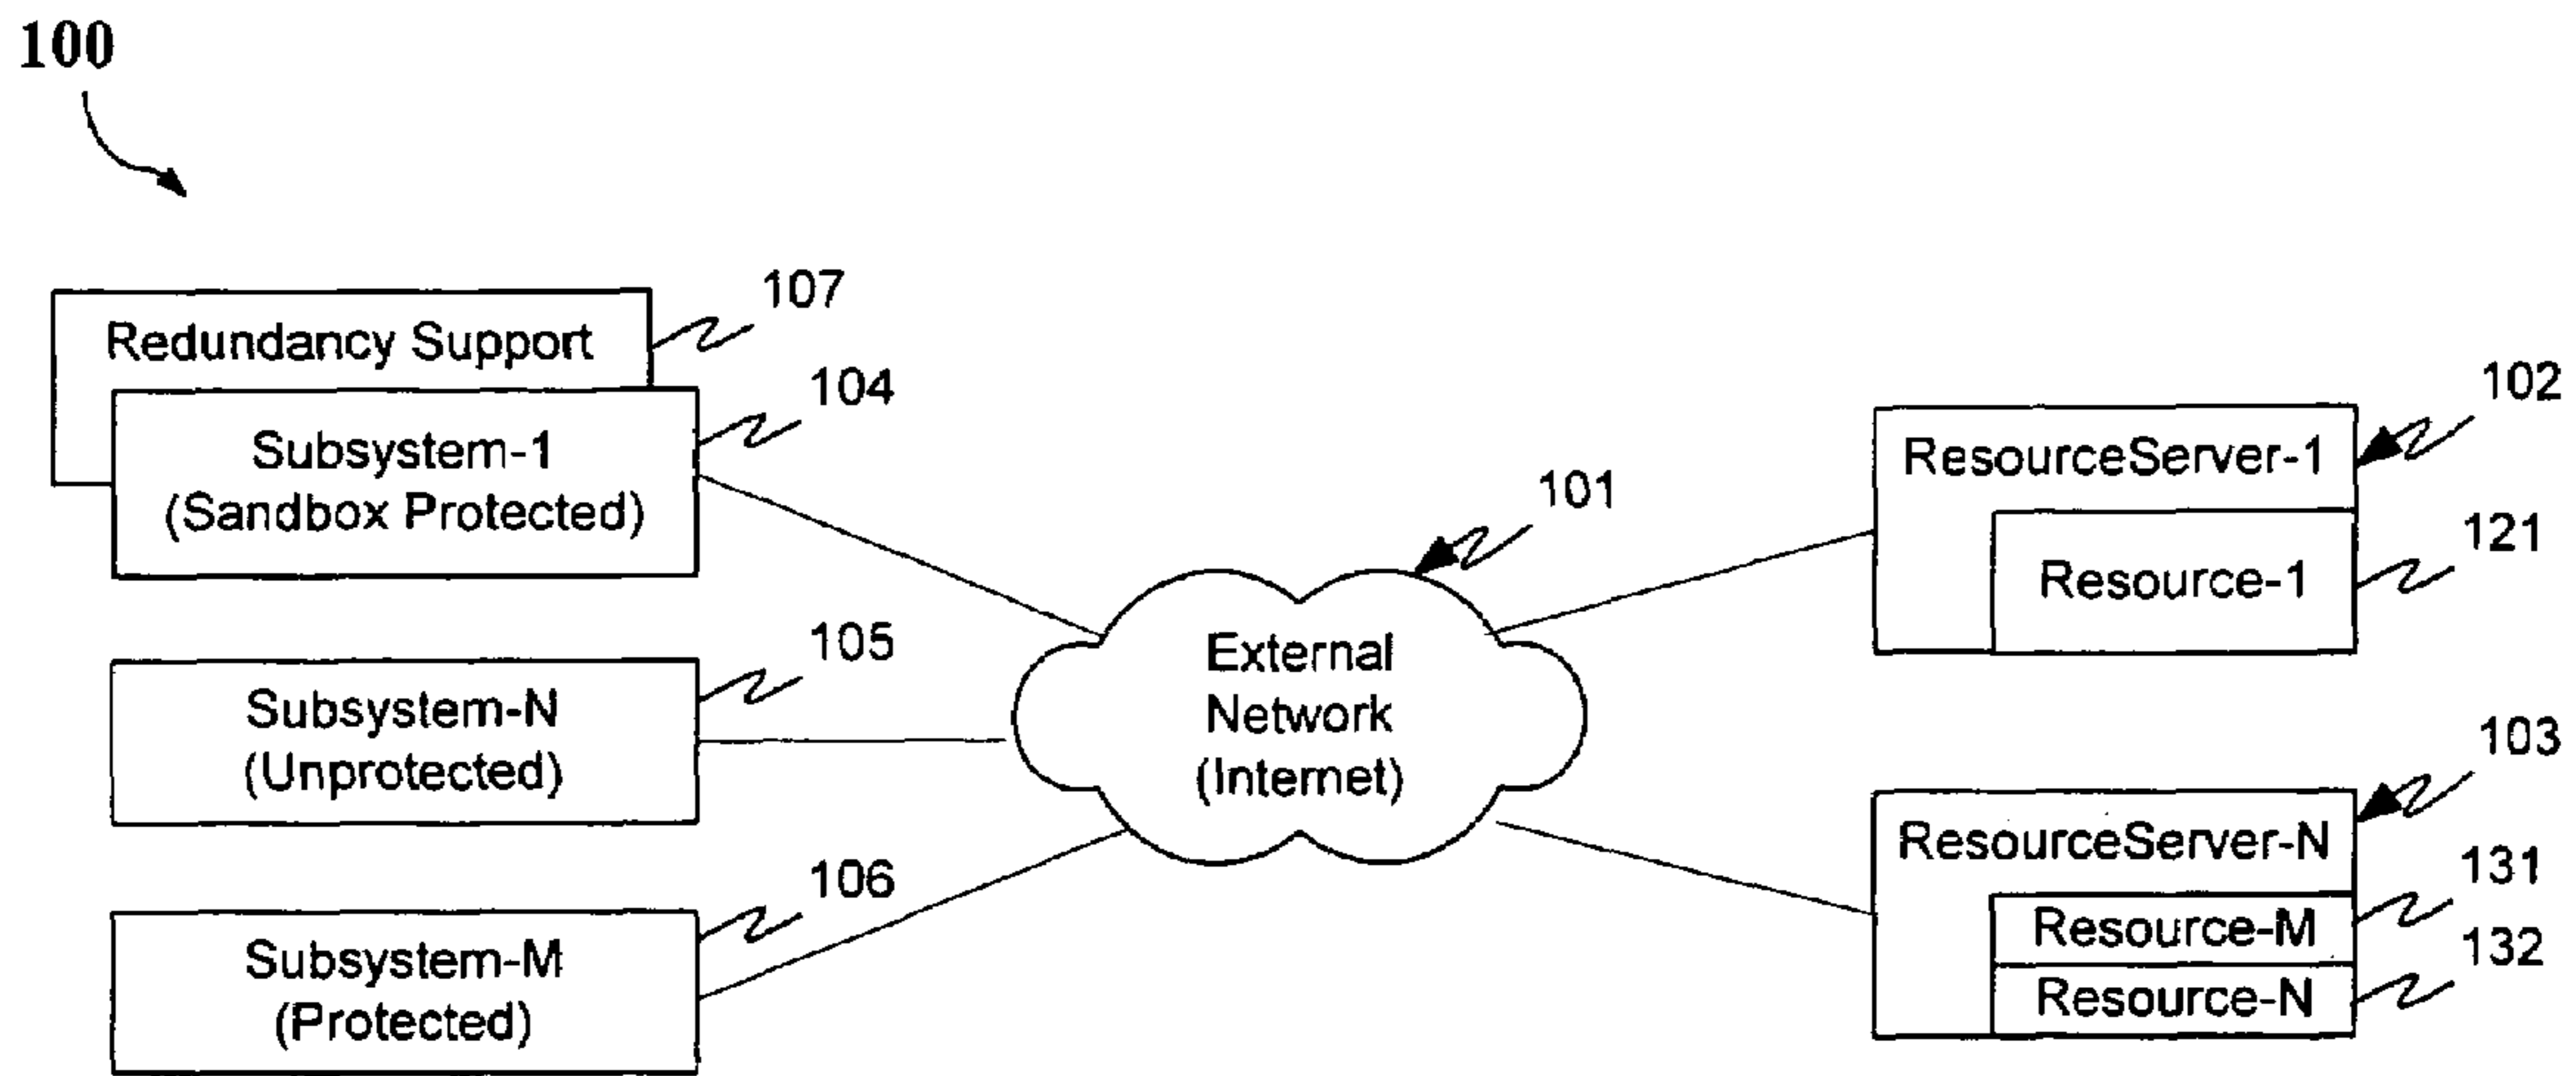 100
107
Redundancy Support
104
Subsystem-1
(Sandbox Protected)
102
ResourceServer-1
101
121
Resource-1
105
Subsystem-N
(Unprotected)
External
Network
(Internet)
103
ResourceServer-N
106
131
Subsystem-M
(Protected)
Resource-M
132
Resource-N